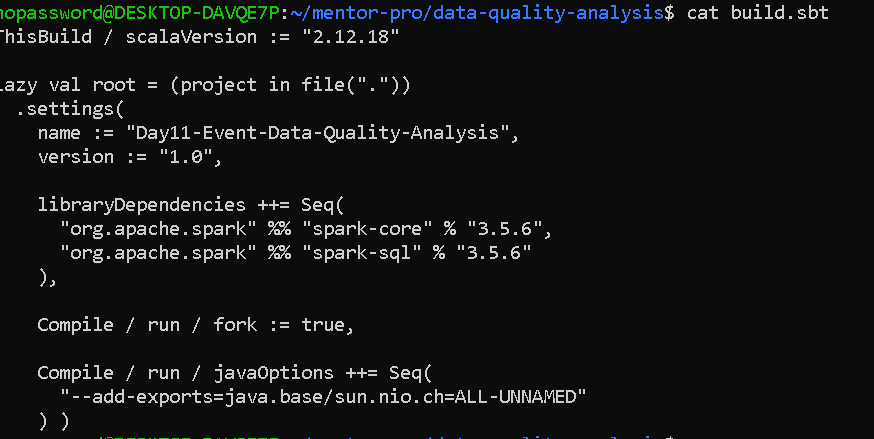 nopassword@DESKTOP-DAVQE7P:~/mentor-pro/data-quality-analysis$ cat build.sbt
ThisBuild / scalaVersion := "2.12.18"
lazy val root = (project in file("."))
  .settings(
    name := "Day11-Event-Data-Quality-Analysis",
    version := "1.0",
    libraryDependencies ++= Seq(
      "org.apache.spark" %% "spark-core" % "3.5.6",
      "org.apache.spark" %% "spark-sql" % "3.5.6"
    ),
    Compile / run / fork := true,
    Compile / run / javaOptions ++= Seq(
      "--add-exports=java.base/sun.nio.ch=ALL-UNNAMED"
    ) )